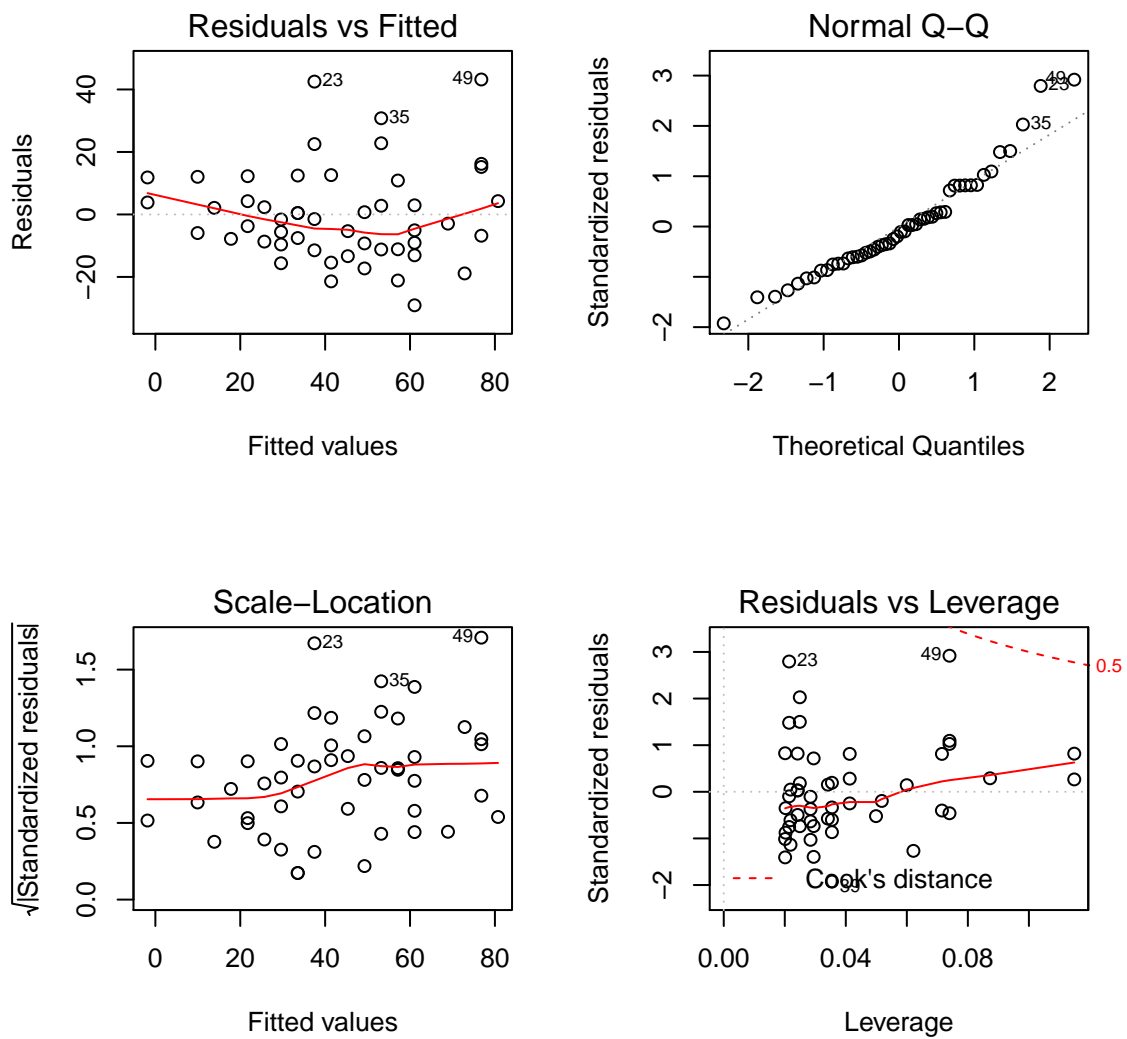 Residuals vs Fitted
Residuals
40
20
0
−20
23
49
35
0 20 40 60 80
Fitted values
Normal Q−Q
Standardized residuals
3
2
1
0
−2
49
23
35
−2 −1 0 1 2
Theoretical Quantiles
Scale−Location
√|Standardized residuals|
1.5
1.0
0.5
0.0
23
49
35
0 20 40 60 80
Fitted values
Residuals vs Leverage
Standardized residuals
3
2
1
0
−2
23
49
0.5
Cook's distance
39
0.00 0.04 0.08
Leverage